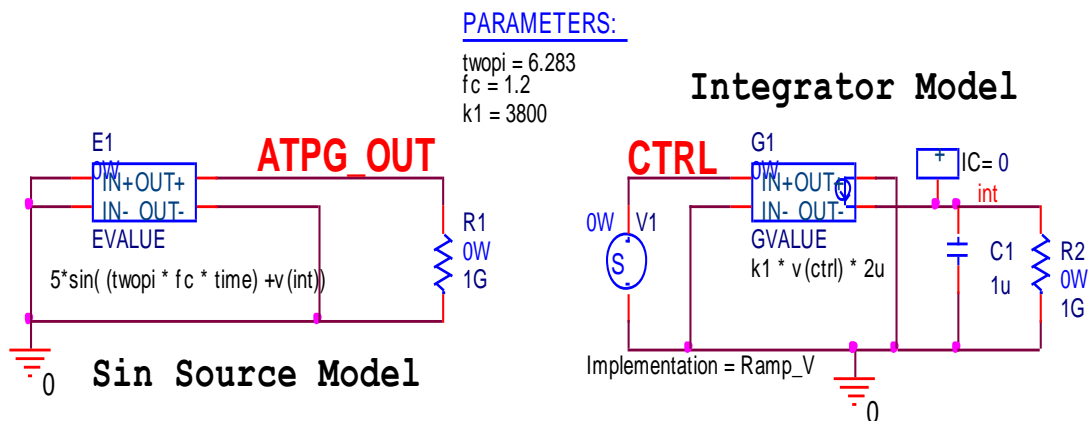 PARAMETERS:
twopi = 6.283
fc = 1.2
k1 = 3800
Integrator Model
E1
0W
IN+OUT+
IN- OUT-
EVALUE
5*sin( (twopi * fc * time) +v(int))
ATPG_OUT
R1
0W
1G
0
Sin Source Model
CTRL
0W
V1
S
Implementation = Ramp_V
G1
0W
IN+OUT+
IN- OUT-
GVALUE
k1 * v(ctrl) * 2u
+
IC= 0
int
C1
1u
R2
0W
1G
0